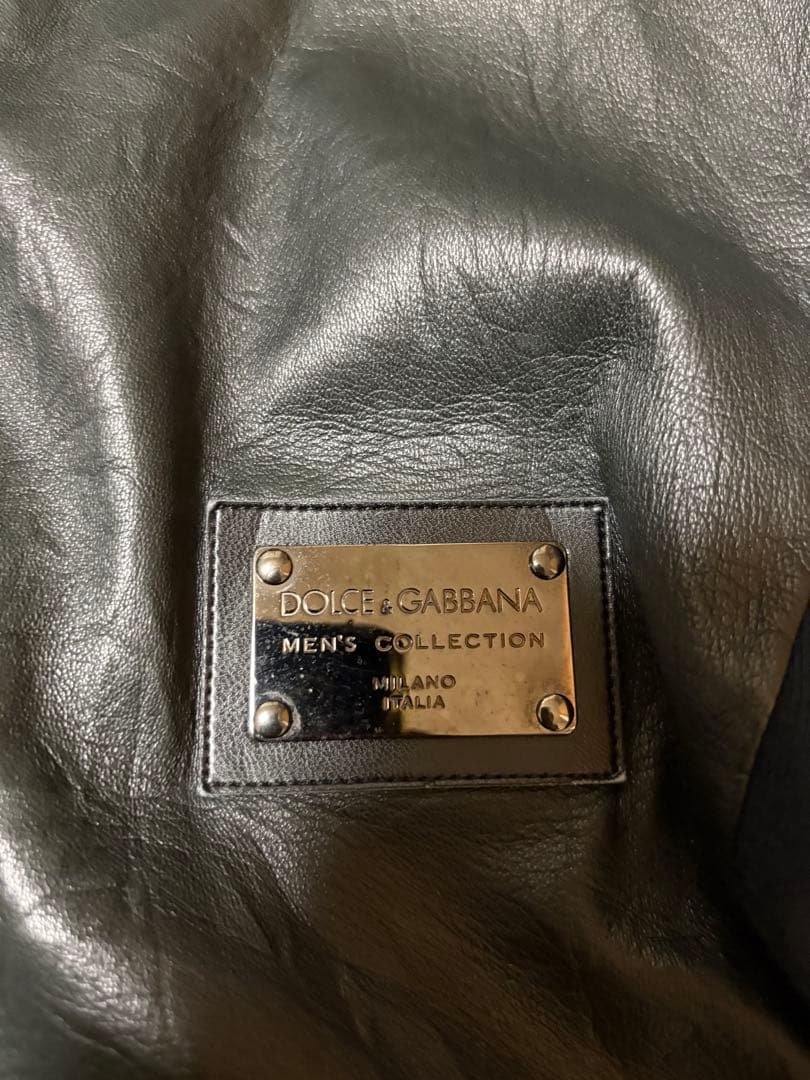 DOLCE & GABBANA
MEN'S COLLECTION
MILANO
ITALIA